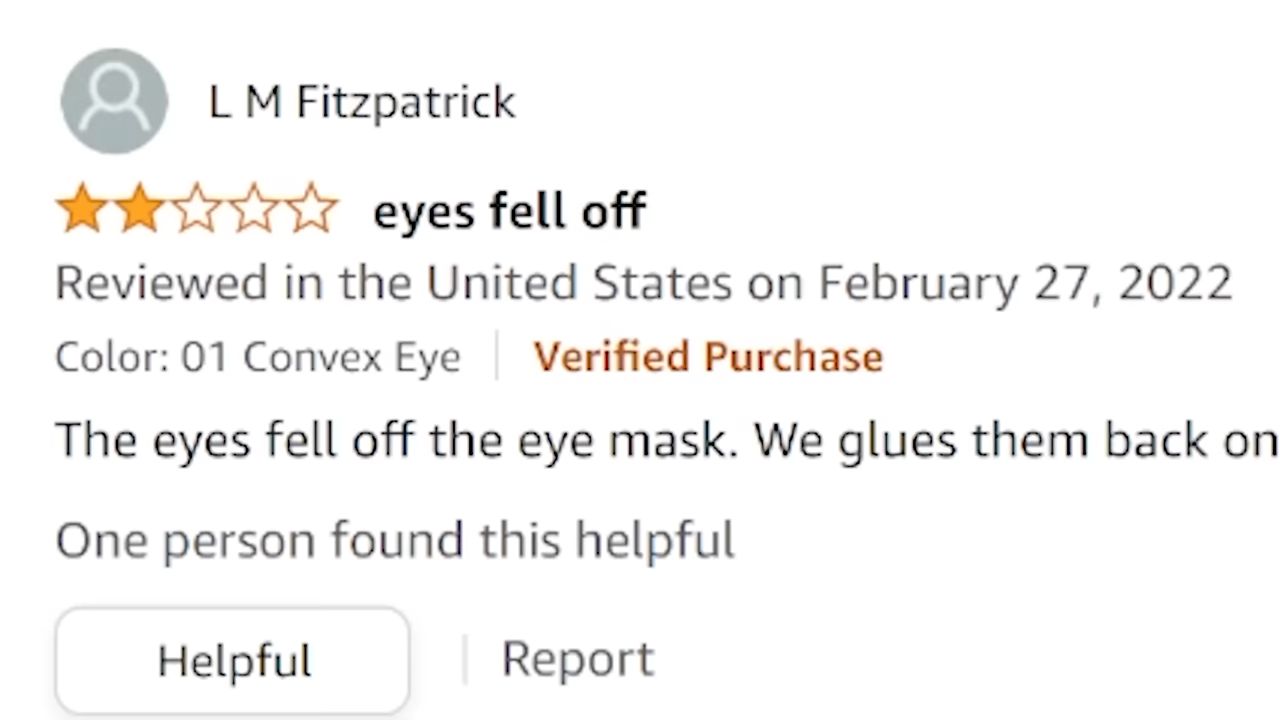 L M Fitzpatrick
eyes fell off
Reviewed in the United States on February 27, 2022
Color: 01 Convex Eye | Verified Purchase
The eyes fell off the eye mask. We glues them back on
One person found this helpful
Helpful | Report